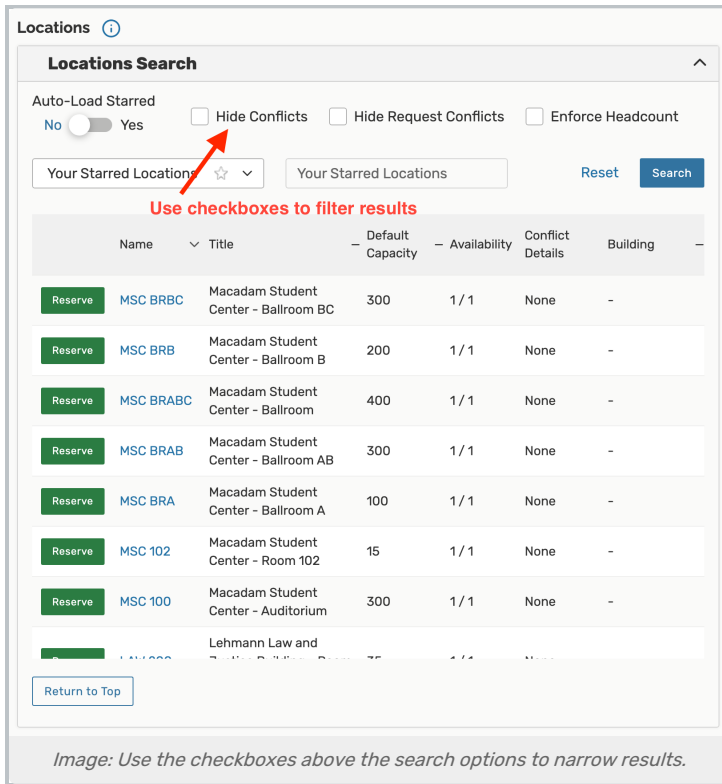 Locations
Locations Search
Auto-Load Starred
No Yes
Hide Conflicts
Hide Request Conflicts
Enforce Headcount
Your Starred Locations
Your Starred Locations
Reset
Search
Use checkboxes to filter results
Name
Title
Default
Capacity
Availability
Conflict
Details
Building
Reserve
MSC BRBC
Macadam Student
Center - Ballroom BC
300
1 / 1
None
-
Reserve
MSC BRB
Macadam Student
Center - Ballroom B
200
1 / 1
None
-
Reserve
MSC BRABC
Macadam Student
Center - Ballroom
400
1 / 1
None
-
Reserve
MSC BRAB
Macadam Student
Center - Ballroom AB
300
1 / 1
None
-
Reserve
MSC BRA
Macadam Student
Center - Ballroom A
100
1 / 1
None
-
Reserve
MSC 102
Macadam Student
Center - Room 102
15
1 / 1
None
-
Reserve
MSC 100
Macadam Student
Center - Auditorium
300
1 / 1
None
-
Lehmann Law and
Return to Top
Image: Use the checkboxes above the search options to narrow results.